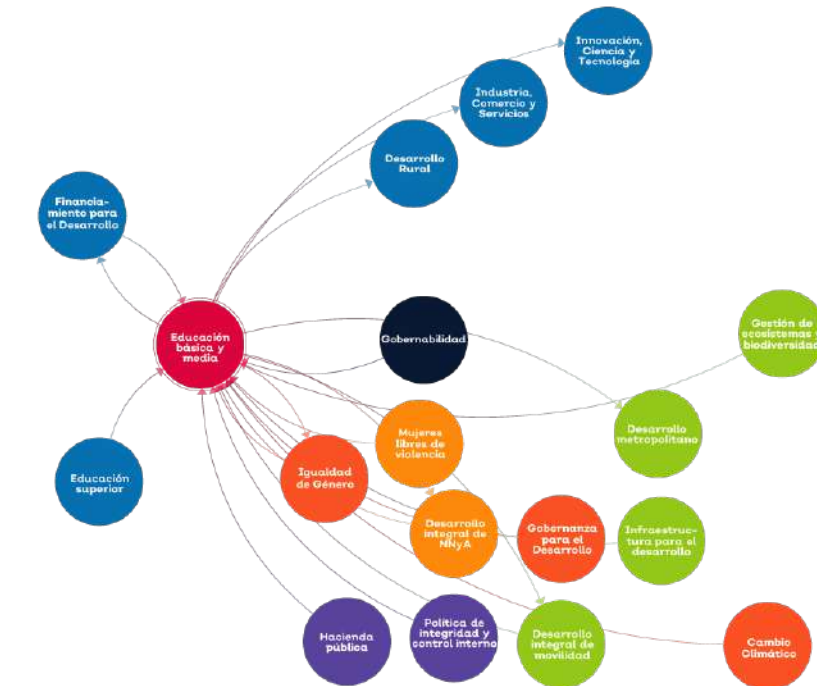 Innovación,
Ciencia y
Tecnología
Industria,
Comercio y
Servicios
Desarrollo
Rural
Financia-
miento para
el Desarrollo
Educación
básica y
media
Gobernabilidad
Gestión de
ecosistemas y
biodiversidad
Desarrollo
metropolitano
Mujeres
libres de
violencia
Igualdad
de Género
Educación
superior
Desarrollo
integral de
NNyA
Gobernanza
para el
Desarrollo
Infraestruc-
tura para el
desarrollo
Hacienda
pública
Política de
integridad y
control interno
Desarrollo
integral de
movilidad
Cambio
Climático